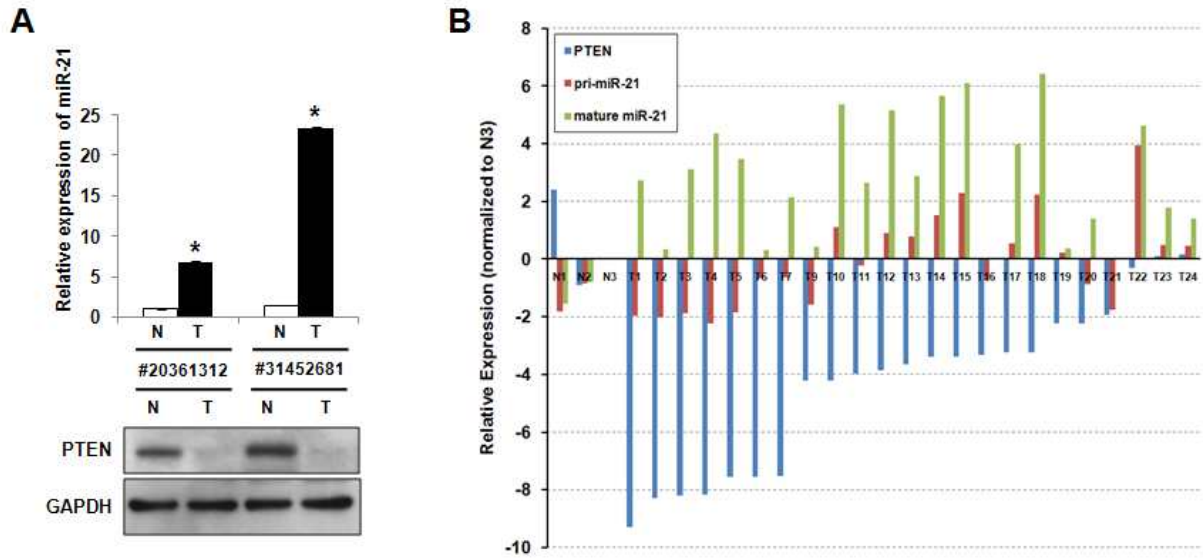 A
Relative expression of miR-21
25
20
15
10
5
0
*
*
N T N T
#20361312 #31452681
N T N T
PTEN
GAPDH
B
Relative Expression (normalized to N3)
8
6
4
2
0
-2
-4
-6
-8
-10
PTEN
pri-miR-21
mature miR-21
N1 N2 N3 T1 T2 T3 T4 T5 T6 T7 T9 T10 T11 T12 T13 T14 T15 T16 T17 T18 T19 T20 T21 T22 T23 T24